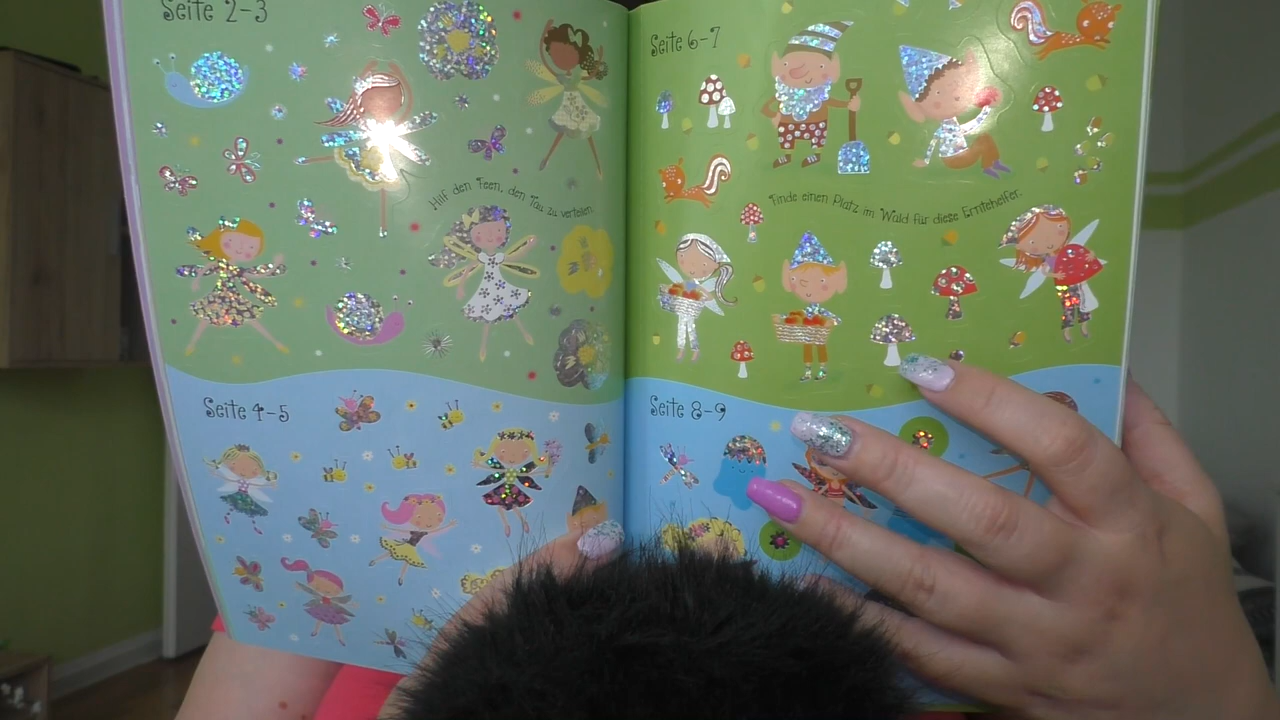 Seite 2-3
Hilf den Feen, den Tau zu verteilen.
Seite 4-5
Seite 6-7
Finde einen Platz im Wald für diese Erntehelfer.
Seite 8-9